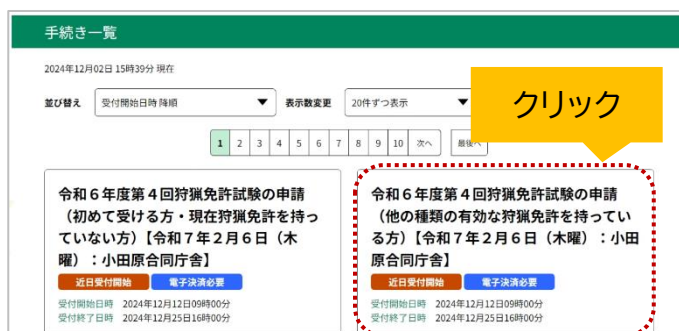 手続き一覧
2024年12月02日 15時39分 現在
並び替え 受付開始日時 降順 ▼ 表示数変更 20件ずつ表示 ▼
クリック
1 2 3 4 5 6 7 8 9 10 次へ 最後へ
令和６年度第４回狩猟免許試験の申請
（初めて受ける方・現在狩猟免許を持っ
ていない方）【令和７年２月６日（木
曜）：小田原合同庁舎】
近日受付開始 電子決済必要
受付開始日時 2024年12月12日09時00分
受付終了日時 2024年12月25日16時00分
令和６年度第４回狩猟免許試験の申請
（他の種類の有効な狩猟免許を持ってい
る方）【令和７年２月６日（木曜）：小田
原合同庁舎】
近日受付開始 電子決済必要
受付開始日時 2024年12月12日09時00分
受付終了日時 2024年12月25日16時00分